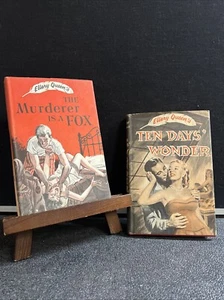 Ellery Queen's
THE
Murderer
IS A FOX
Ellery Queen's
TEN DAYS'
WONDER